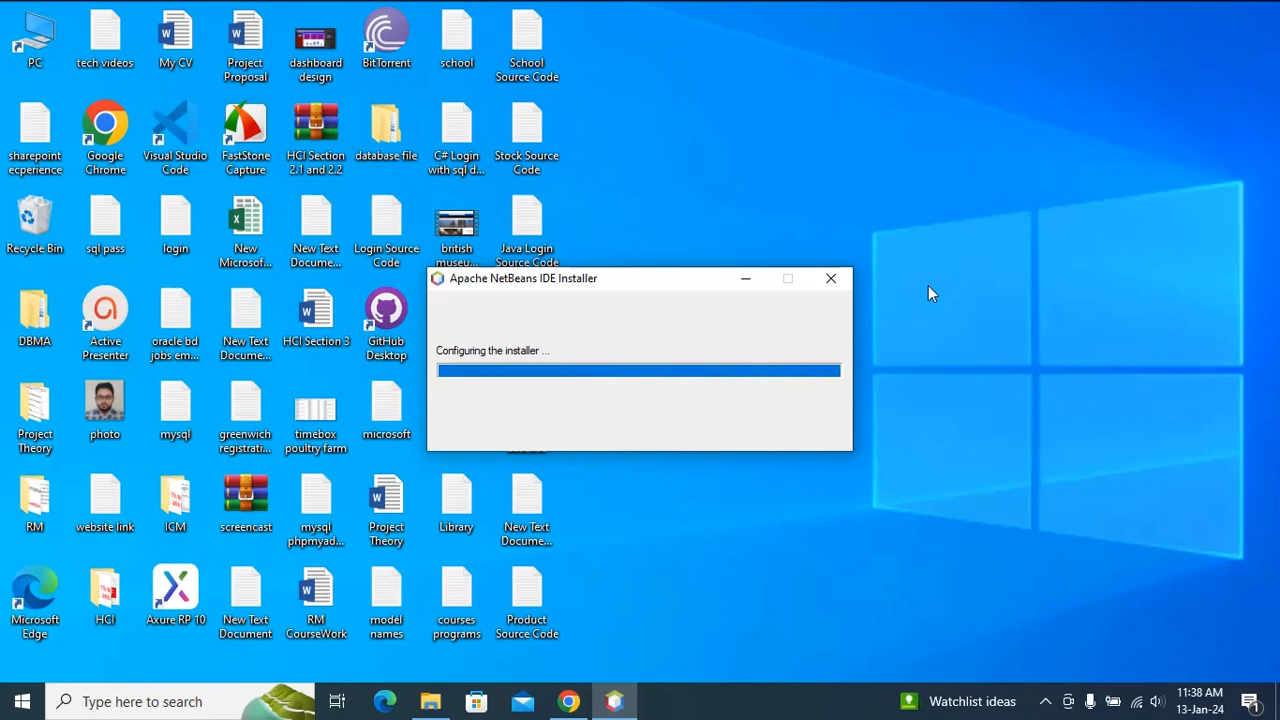 PC
tech videos
My CV
Project
Proposal
dashboard
design
BitTorrent
school
School
Source Code
sharepoint
ecperience
Google
Chrome
Visual Studio
Code
FastStone
Capture
HCI Section
2.1 and 2.2
database file
C# Login
with sql d...
Stock Source
Code
Recycle Bin
sql pass
login
New
Microsof...
New Text
Docume...
Login Source
Code
british
museu...
Java Login
Source Code
Apache NetBeans IDE Installer
Configuring the installer ...
DBMA
Active
Presenter
oracle bd
jobs em...
New Text
Docume...
HCI Section 3
GitHub
Desktop
Project
Theory
photo
mysql
greenwich
registrati...
timebox
poultry farm
microsoft
RM
website link
ICM
screencast
mysql
phpmyad...
Project
Theory
Library
New Text
Docume...
Microsoft
Edge
HCI
Axure RP 10
New Text
Document
RM
CourseWork
model
names
courses
programs
Product
Source Code
Type here to search
Watchlist ideas
11:38 AM
13-Jan-24
1